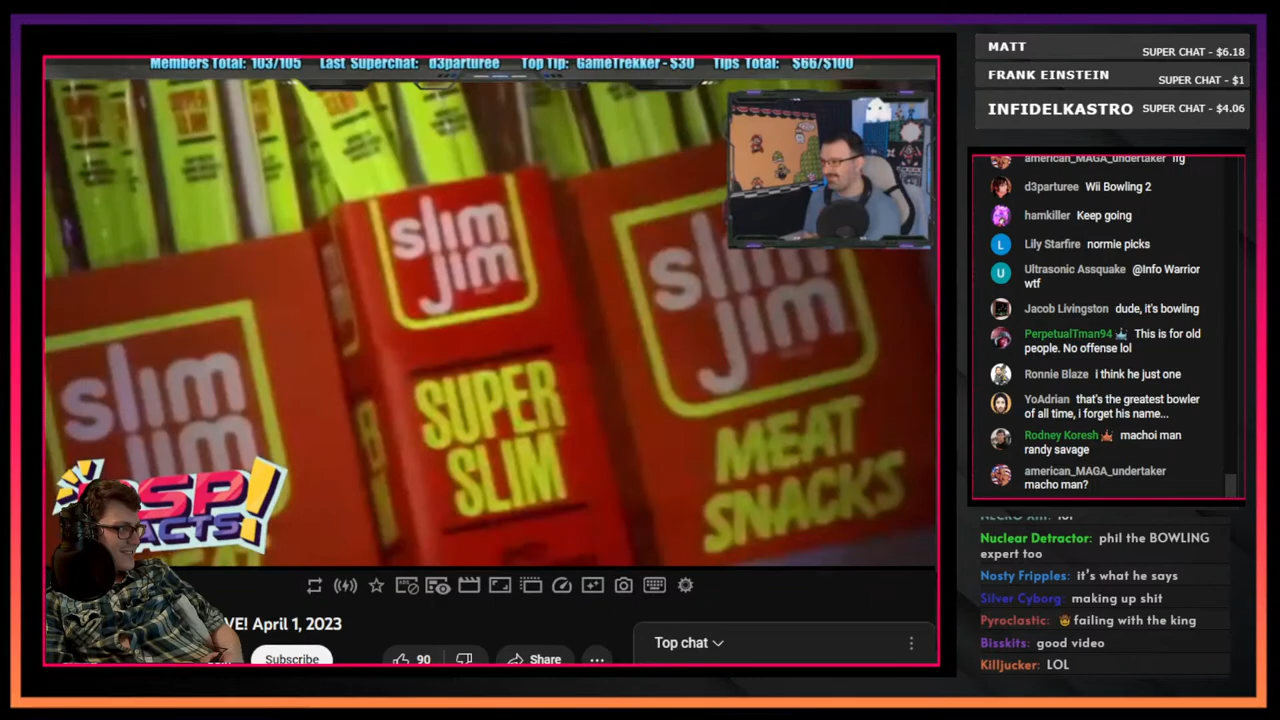 Members Total: 103/105 Last Superchat: d3parturee Top Tip: GameTrekker - $30 Tips Total: $66/$100
slim
jim
SUPER
SLIM
slim
jim
MEAT
SNACKS
slim
jim
DSP
REACTS!
VE! April 1, 2023
Subscribe
90
Share
Top chat
MATT SUPER CHAT - $6.18
FRANK EINSTEIN SUPER CHAT - $1
INFIDELKASTRO SUPER CHAT - $4.06
american_MAGA_undertaker
d3parturee Wii Bowling 2
hamkiller Keep going
L
Lily Starfire normie picks
U
Ultrasonic Assquake @Info Warrior
wtf
Jacob Livingston dude, it's bowling
PerpetualTman94 This is for old
people. No offense lol
Ronnie Blaze i think he just one
YoAdrian that's the greatest bowler
of all time, i forget his name...
Rodney Koresh machoi man
randy savage
american_MAGA_undertaker
macho man?
Nuclear Detractor: phil the BOWLING
expert too
Nosty Fripples: it's what he says
Silver Cyborg: making up shit
Pyroclastic: failing with the king
Bisskits: good video
Killjucker: LOL